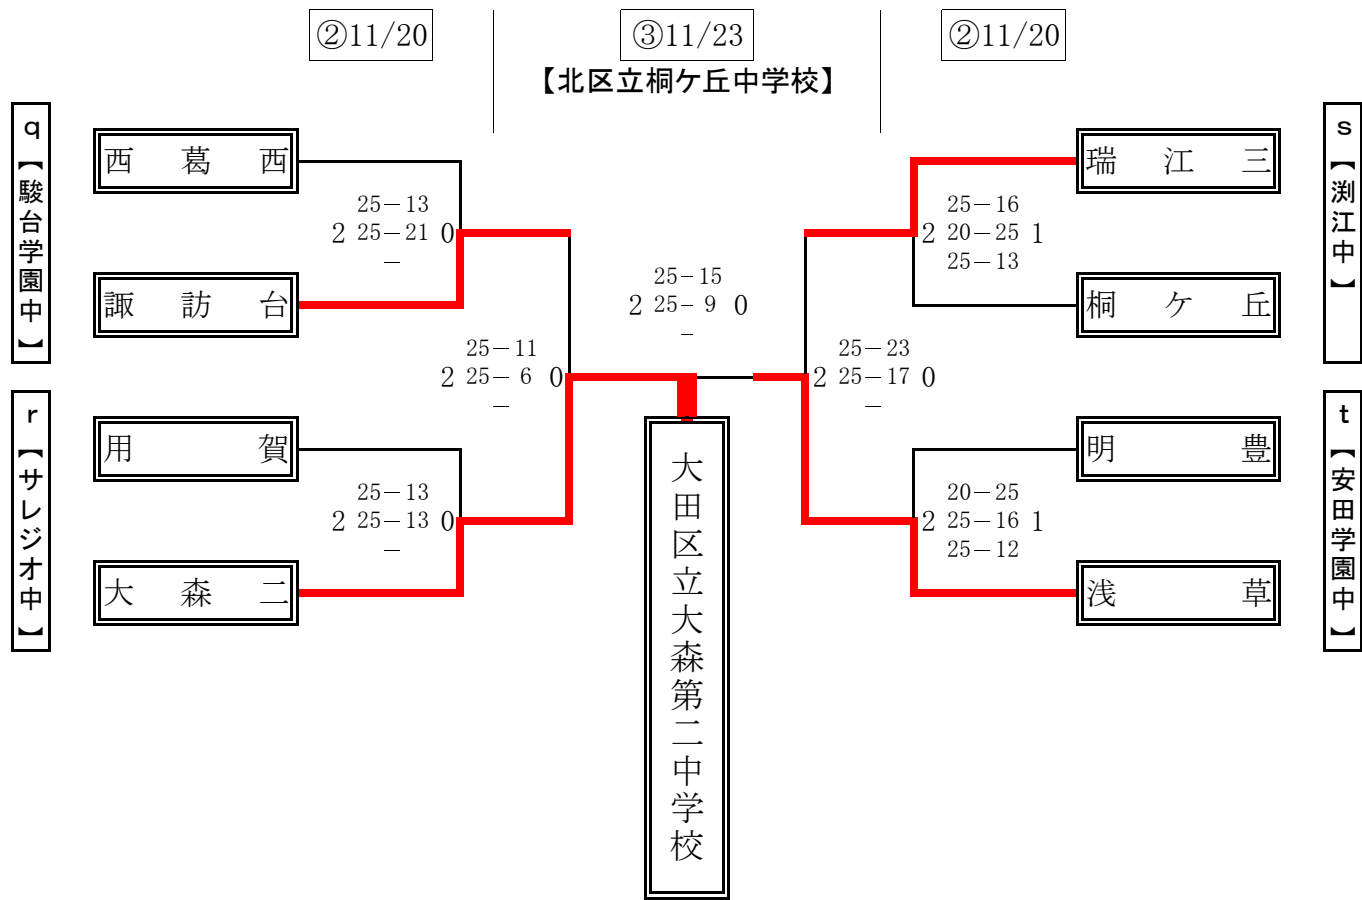 ②11/20
③11/23
②11/20
【北区立桐ケ丘中学校】
q【駿台学園中】
西葛西
25－13
2 25－21 0
－
諏訪台
25－11
2 25－ 6 0
－
r【サレジオ中】
用賀
25－13
2 25－13 0
－
大森二
25－15
2 25－ 9 0
－
大田区立大森第二中学校
s【渕江中】
瑞江三
25－16
2 20－25 1
25－13
桐ケ丘
25－23
2 25－17 0
－
t【安田学園中】
明豊
20－25
2 25－16 1
25－12
浅草